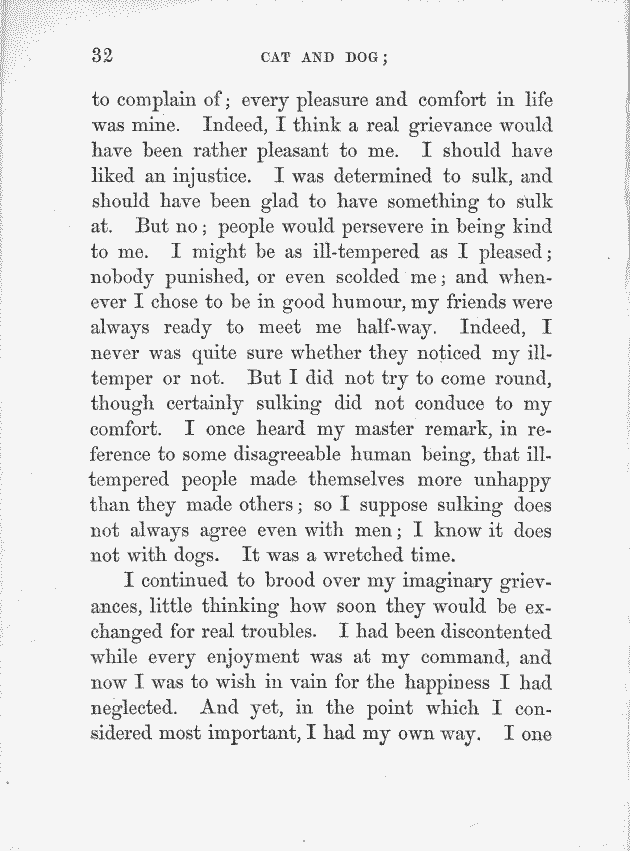 32 CAT AND DOG;
to complain of; every pleasure and comfort in life
was mine. Indeed, I think a real grievance would
have been rather pleasant to me. I should have
liked an injustice. I was determined to sulk, and
should have been glad to have something to sulk
at. But no; people would persevere in being kind
to me. I might be as ill-tempered as I pleased;
nobody punished, or even scolded me; and when-
ever I chose to be in good humour, my friends were
always ready to meet me half-way. Indeed, I
never was quite sure whether they noticed my ill-
temper or not. But I did not try to come round,
though certainly sulking did not conduce to my
comfort. I once heard my master remark, in re-
ference to some disagreeable human being, that ill-
tempered people made themselves more unhappy
than they made others; so I suppose sulking does
not always agree even with men; I know it does
not with dogs. It was a wretched time.
I continued to brood over my imaginary griev-
ances, little thinking how soon they would be ex-
changed for real troubles. I had been discontented
while every enjoyment was at my command, and
now I was to wish in vain for the happiness I had
neglected. And yet, in the point which I con-
sidered most important, I had my own way. I one